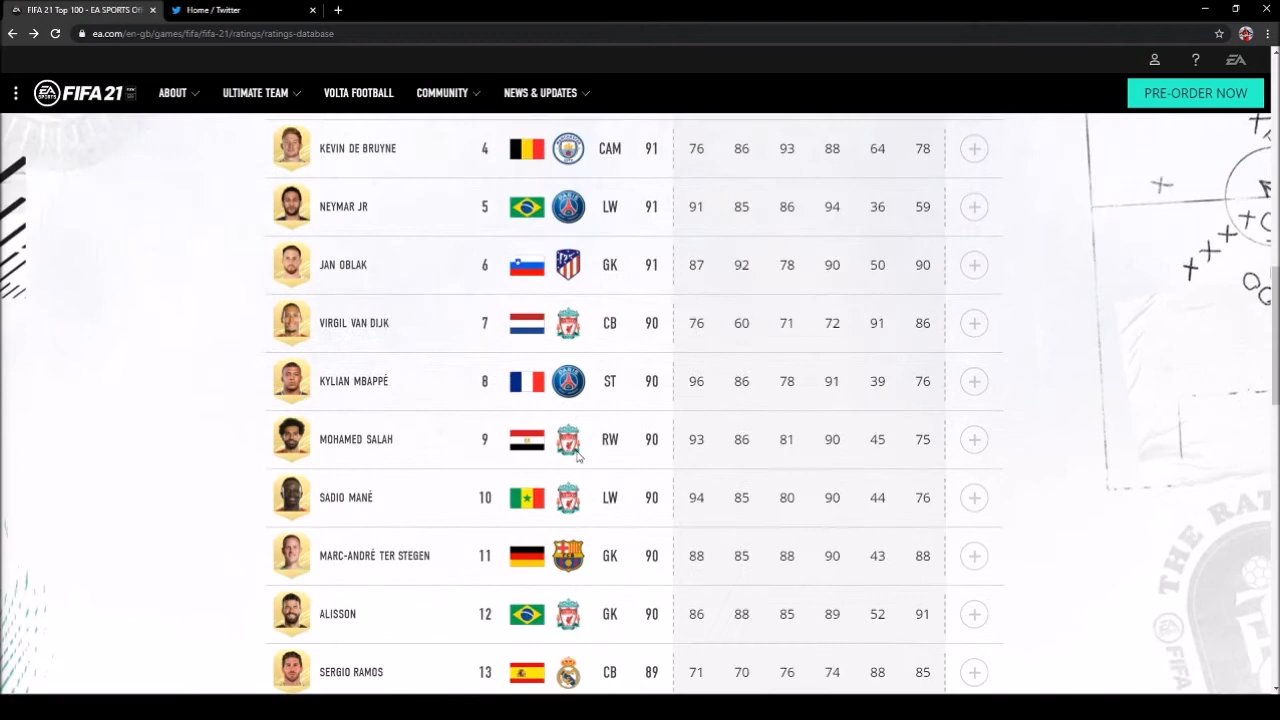 FIFA 21 Top 100 - EA SPORTS Of
Home / Twitter
ea.com/en-gb/games/fifa/fifa-21/ratings/ratings-database
EA SPORTS FIFA 21 ABOUT ULTIMATE TEAM VOLTA FOOTBALL COMMUNITY NEWS & UPDATES PRE-ORDER NOW
KEVIN DE BRUYNE 4 CAM 91 76 86 93 88 64 78
NEYMAR JR 5 LW 91 91 85 86 94 36 59
JAN OBLAK 6 GK 91 87 92 78 90 50 90
VIRGIL VAN DIJK 7 CB 90 76 60 71 72 91 86
KYLIAN MBAPPÉ 8 ST 90 96 86 78 91 39 76
MOHAMED SALAH 9 RW 90 93 86 81 90 45 75
SADIO MANÉ 10 LW 90 94 85 80 90 44 76
MARC-ANDRÉ TER STEGEN 11 GK 90 88 85 88 90 43 88
ALISSON 12 GK 90 86 88 85 89 52 91
SERGIO RAMOS 13 CB 89 71 70 76 74 88 85
THE RAT
FIFA